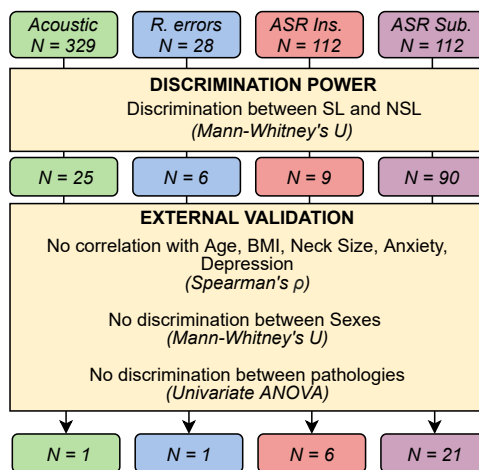 Acoustic R. errors ASR Ins. ASR Sub.
N = 329 N = 28 N = 112 N = 112
DISCRIMINATION POWER
Discrimination between SL and NSL
(Mann-Whitney's U)
N = 25 N = 6 N = 9 N = 90
EXTERNAL VALIDATION
No correlation with Age, BMI, Neck Size, Anxiety,
Depression
(Spearman's ρ)
No discrimination between Sexes
(Mann-Whitney's U)
No discrimination between pathologies
(Univariate ANOVA)
N = 1 N = 1 N = 6 N = 21